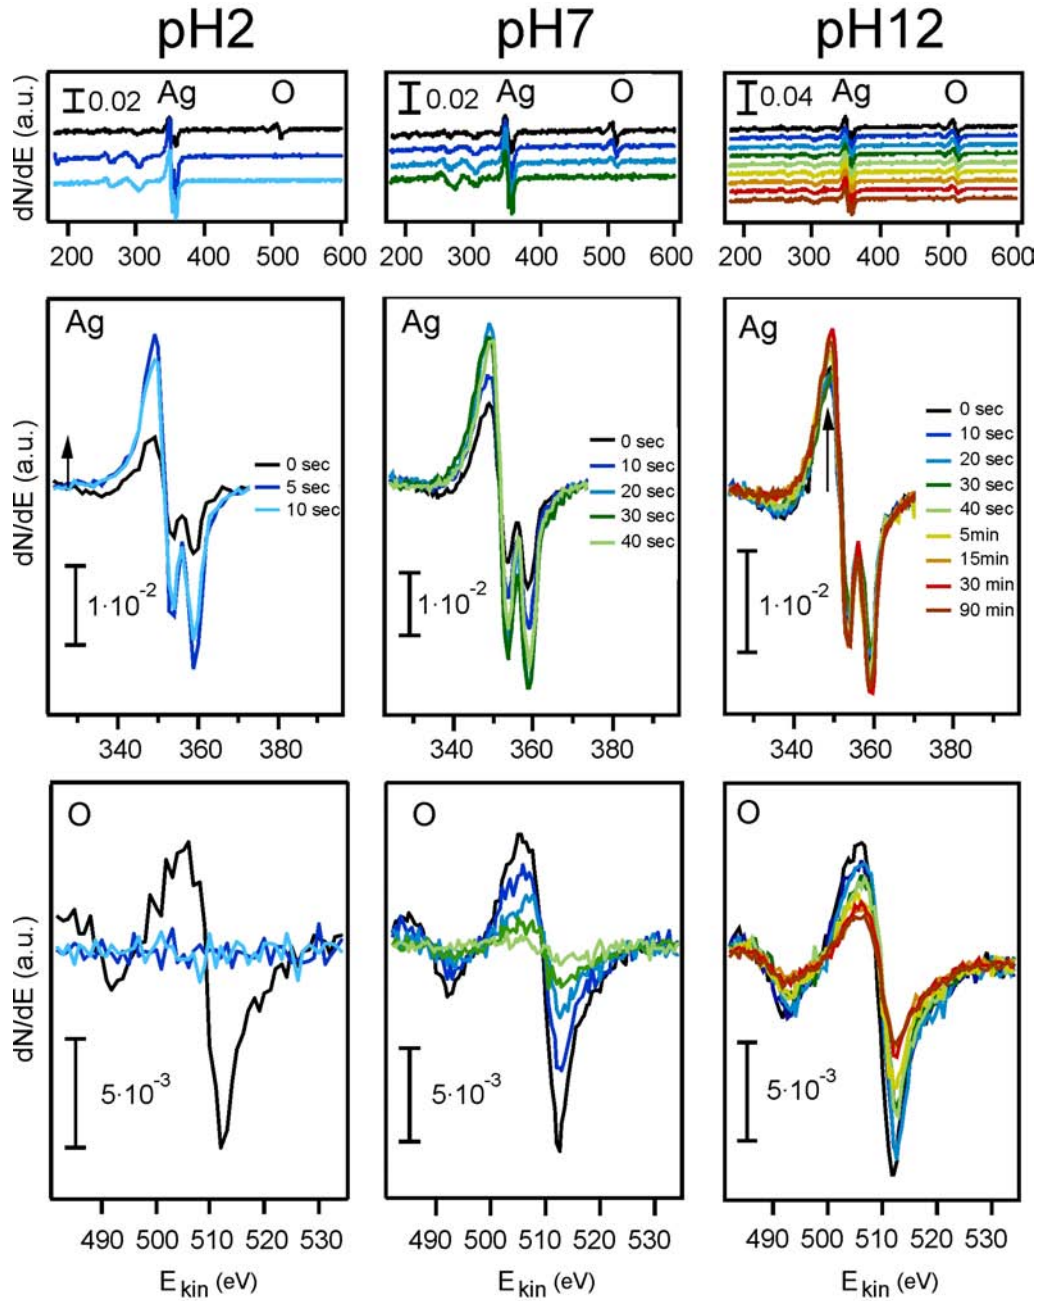 pH2 pH7 pH12
dN/dE (a.u.)
0.02 Ag O
0.02 Ag O
0.04 Ag O
200 300 400 500 600
200 300 400 500 600
200 300 400 500 600
dN/dE (a.u.)
Ag
0 sec
5 sec
10 sec
1·10⁻²
340 360 380
Ag
0 sec
10 sec
20 sec
30 sec
40 sec
1·10⁻²
340 360 380
Ag
0 sec
10 sec
20 sec
30 sec
40 sec
5min
15min
30 min
90 min
1·10⁻²
340 360 380
dN/dE (a.u.)
O
5·10⁻³
490 500 510 520 530
E kin (eV)
O
5·10⁻³
490 500 510 520 530
E kin (eV)
O
5·10⁻³
490 500 510 520 530
E kin (eV)